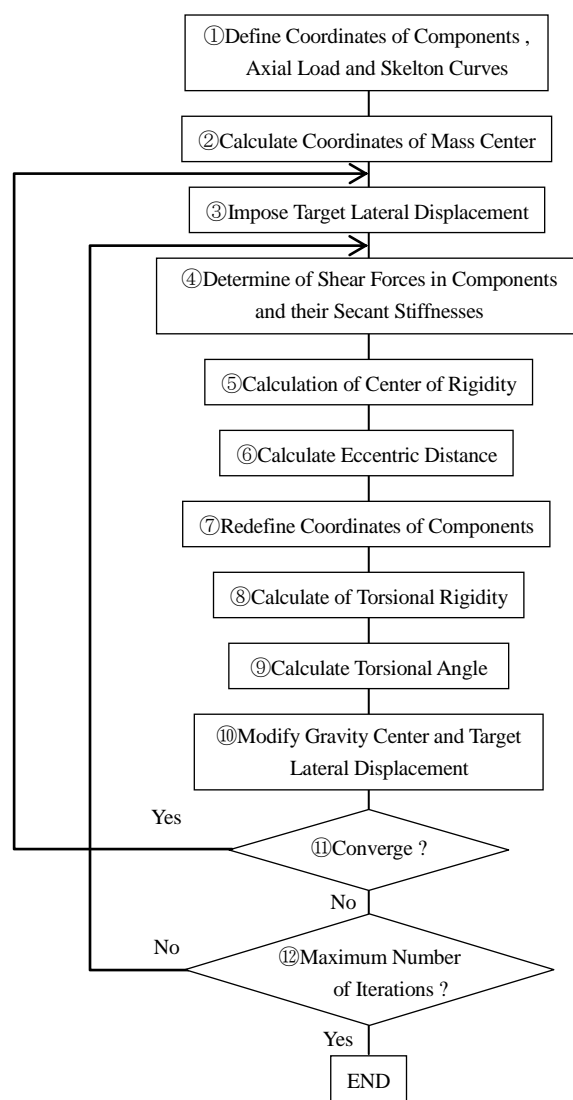 ①Define Coordinates of Components ,
Axial Load and Skelton Curves
②Calculate Coordinates of Mass Center
③Impose Target Lateral Displacement
④Determine of Shear Forces in Components
and their Secant Stiffnesses
⑤Calculation of Center of Rigidity
⑥Calculate Eccentric Distance
⑦Redefine Coordinates of Components
⑧Calculate of Torsional Rigidity
⑨Calculate Torsional Angle
⑩Modify Gravity Center and Target
Lateral Displacement
Yes
⑪Converge ?
No
No
⑫Maximum Number
of Iterations ?
Yes
END